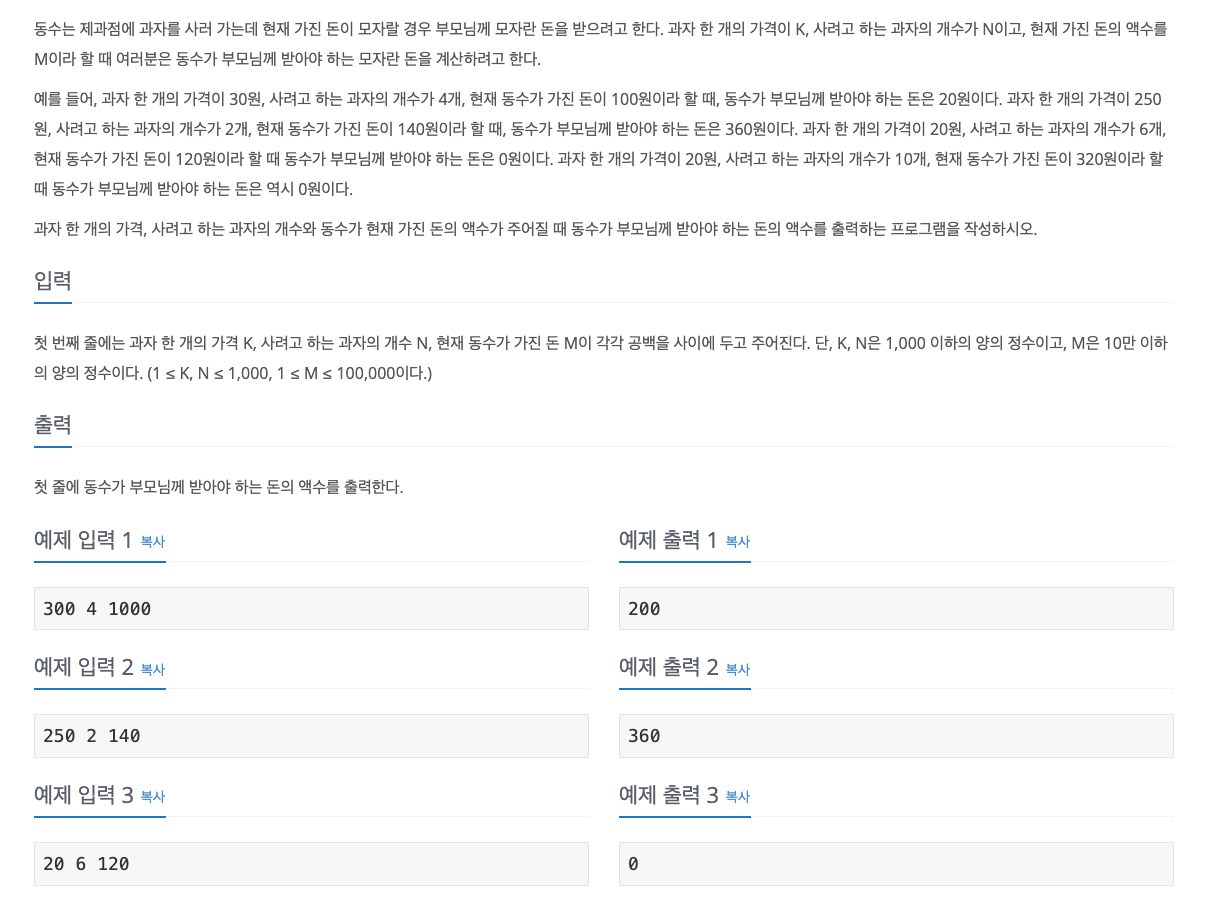 동수는 제과점에 과자를 사러 가는데 현재 가진 돈이 모자랄 경우 부모님께 모자란 돈을 받으려고 한다. 과자 한 개의 가격이 K, 사려고 하는 과자의 개수가 N이고, 현재 가진 돈의 액수를
M이라 할 때 여러분은 동수가 부모님께 받아야 하는 모자란 돈을 계산하려고 한다.
예를 들어, 과자 한 개의 가격이 30원, 사려고 하는 과자의 개수가 4개, 현재 동수가 가진 돈이 100원이라 할 때, 동수가 부모님께 받아야 하는 돈은 20원이다. 과자 한 개의 가격이 250
원, 사려고 하는 과자의 개수가 2개, 현재 동수가 가진 돈이 140원이라 할 때, 동수가 부모님께 받아야 하는 돈은 360원이다. 과자 한 개의 가격이 20원, 사려고 하는 과자의 개수가 6개,
현재 동수가 가진 돈이 120원이라 할 때 동수가 부모님께 받아야 하는 돈은 0원이다. 과자 한 개의 가격이 20원, 사려고 하는 과자의 개수가 10개, 현재 동수가 가진 돈이 320원이라 할
때 동수가 부모님께 받아야 하는 돈은 역시 0원이다.
과자 한 개의 가격, 사려고 하는 과자의 개수와 동수가 현재 가진 돈의 액수가 주어질 때 동수가 부모님께 받아야 하는 돈의 액수를 출력하는 프로그램을 작성하시오.
입력
첫 번째 줄에는 과자 한 개의 가격 K, 사려고 하는 과자의 개수 N, 현재 동수가 가진 돈 M이 각각 공백을 사이에 두고 주어진다. 단, K, N은 1,000 이하의 양의 정수이고, M은 10만 이하
의 양의 정수이다. (1 ≤ K, N ≤ 1,000, 1 ≤ M ≤ 100,000이다.)
출력
첫 줄에 동수가 부모님께 받아야 하는 돈의 액수를 출력한다.
예제 입력 1 복사
300 4 1000
예제 출력 1 복사
200
예제 입력 2 복사
250 2 140
예제 출력 2 복사
360
예제 입력 3 복사
20 6 120
예제 출력 3 복사
0